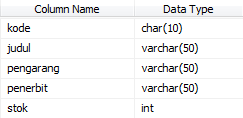 Column Name Data Type
kode char(10)
judul varchar(50)
pengarang varchar(50)
penerbit varchar(50)
stok int